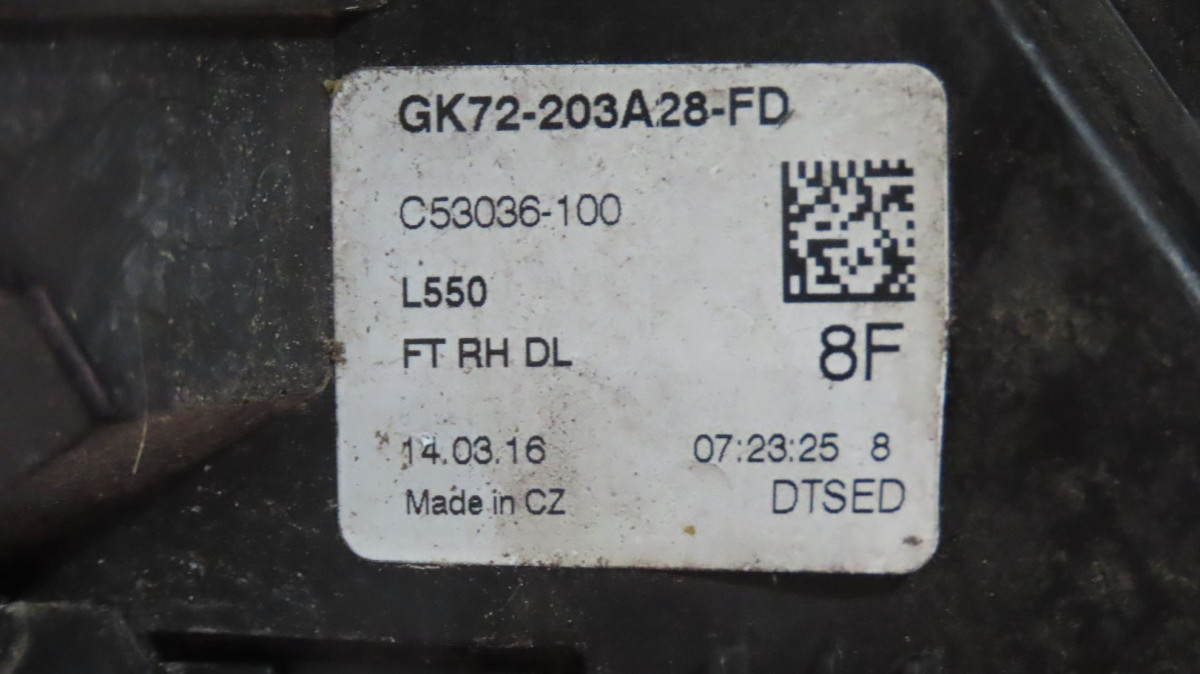 GK72-203A28-FD
C53036-100
L550
FT RH DL
8F
14.03.16 07:23:25 8
Made in CZ DTSED